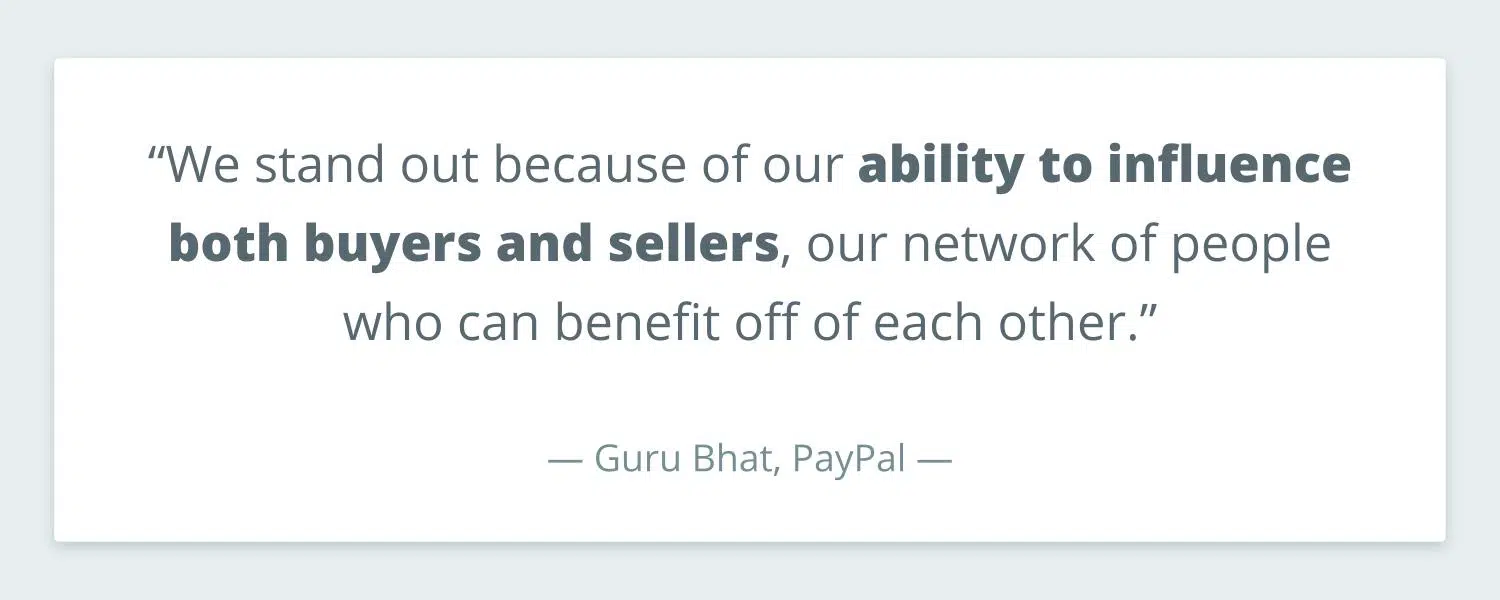 “We stand out because of our ability to influence
both buyers and sellers, our network of people
who can benefit off of each other.”
— Guru Bhat, PayPal —